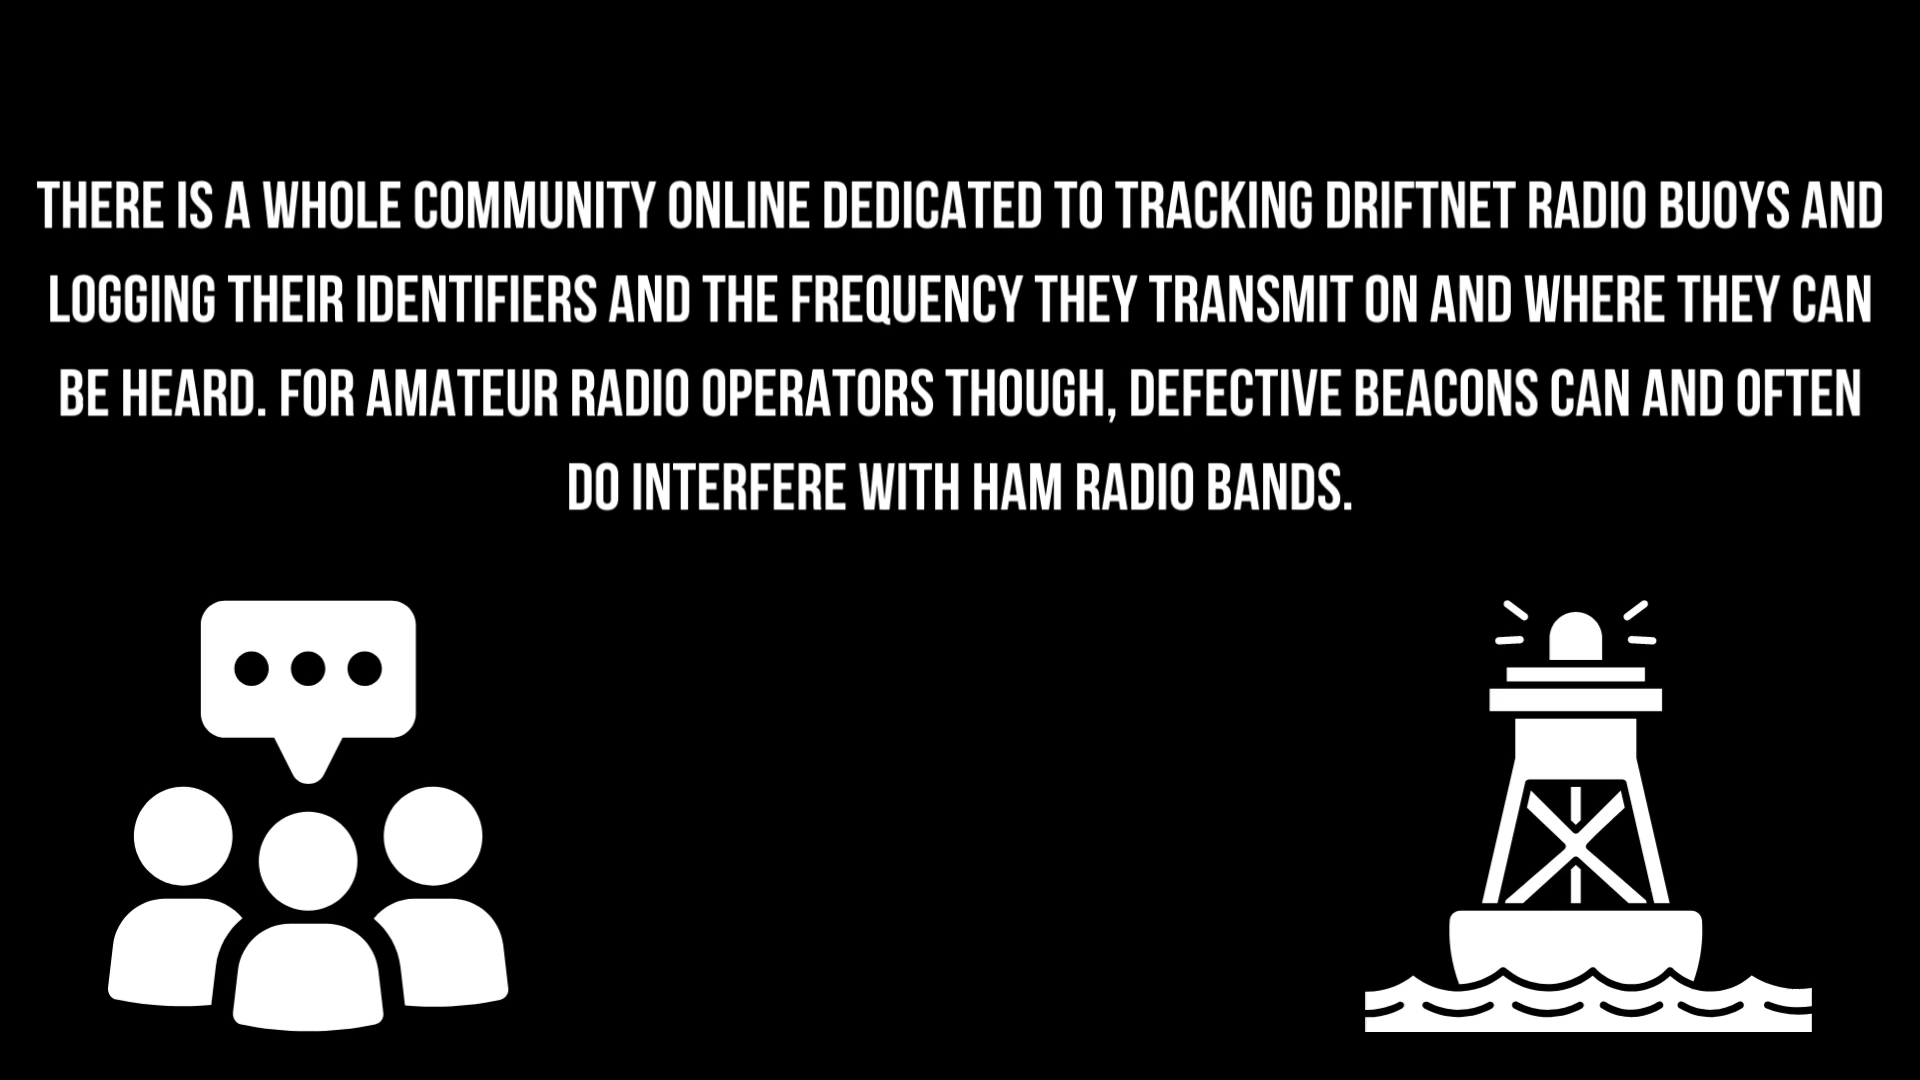 THERE IS A WHOLE COMMUNITY ONLINE DEDICATED TO TRACKING DRIFTNET RADIO BUOYS AND
LOGGING THEIR IDENTIFIERS AND THE FREQUENCY THEY TRANSMIT ON AND WHERE THEY CAN
BE HEARD. FOR AMATEUR RADIO OPERATORS THOUGH, DEFECTIVE BEACONS CAN AND OFTEN
DO INTERFERE WITH HAM RADIO BANDS.